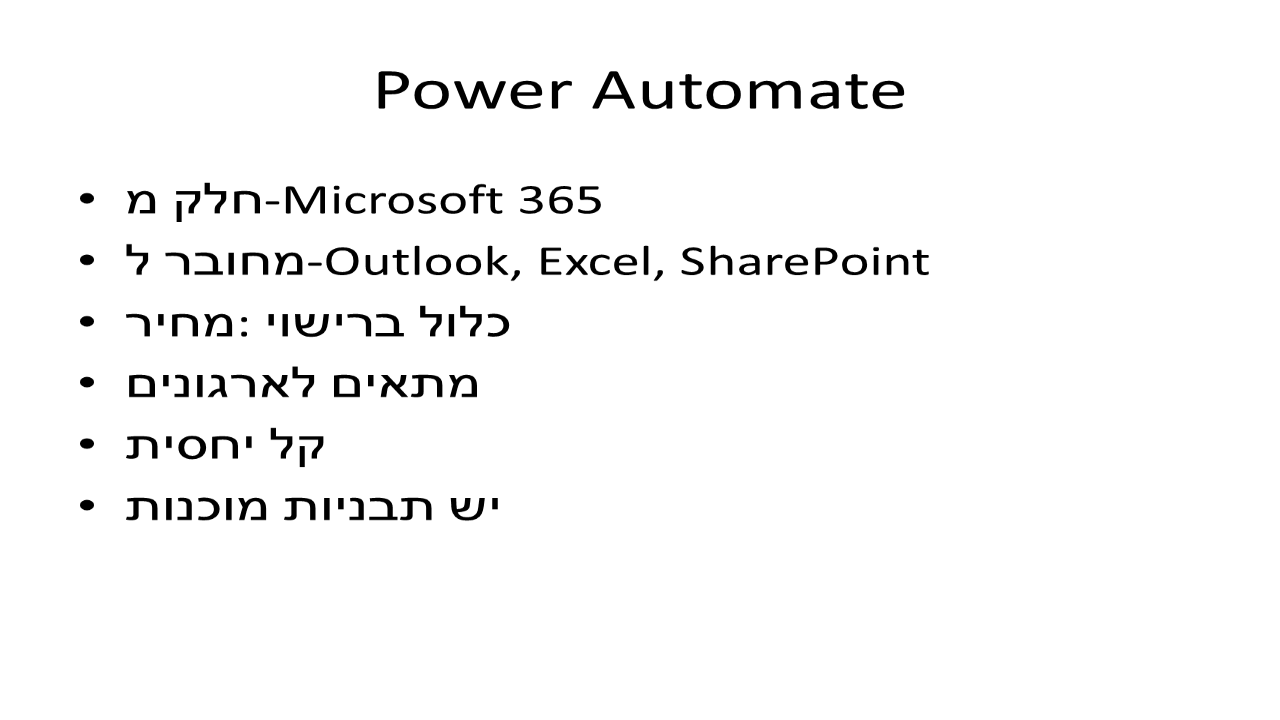 Power Automate
• חלק מ-Microsoft 365
• מחובר ל-Outlook, Excel, SharePoint
• מחיר: כלול ברישוי
• מתאים לארגונים
• קל יחסית
• יש תבניות מוכנות